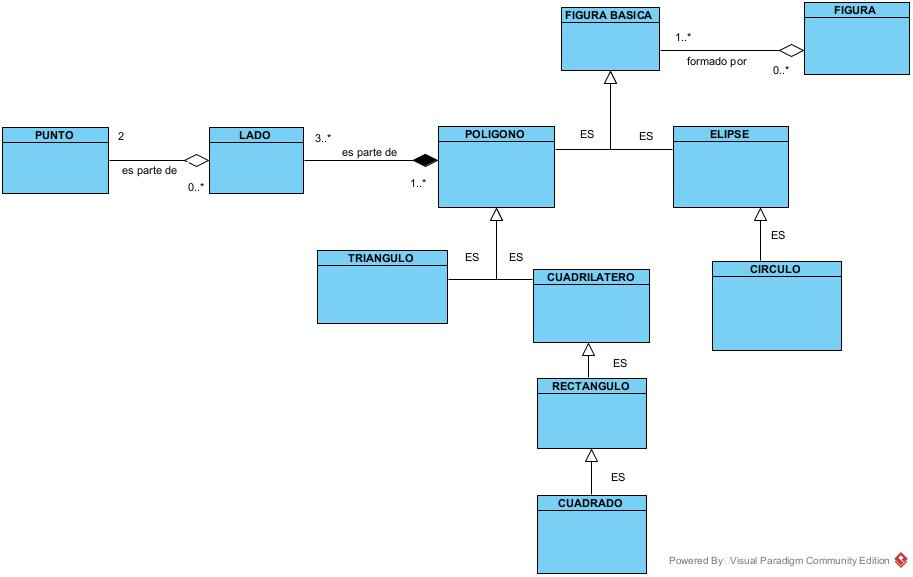 FIGURA BASICA
FIGURA
1..*
formado por
0..*
PUNTO
2
LADO
3..*
POLIGONO
ES
ES
ELIPSE
es parte de
es parte de
0..*
1..*
ES
TRIANGULO
ES
ES
CUADRILATERO
CIRCULO
ES
RECTANGULO
ES
CUADRADO
Powered By Visual Paradigm Community Edition